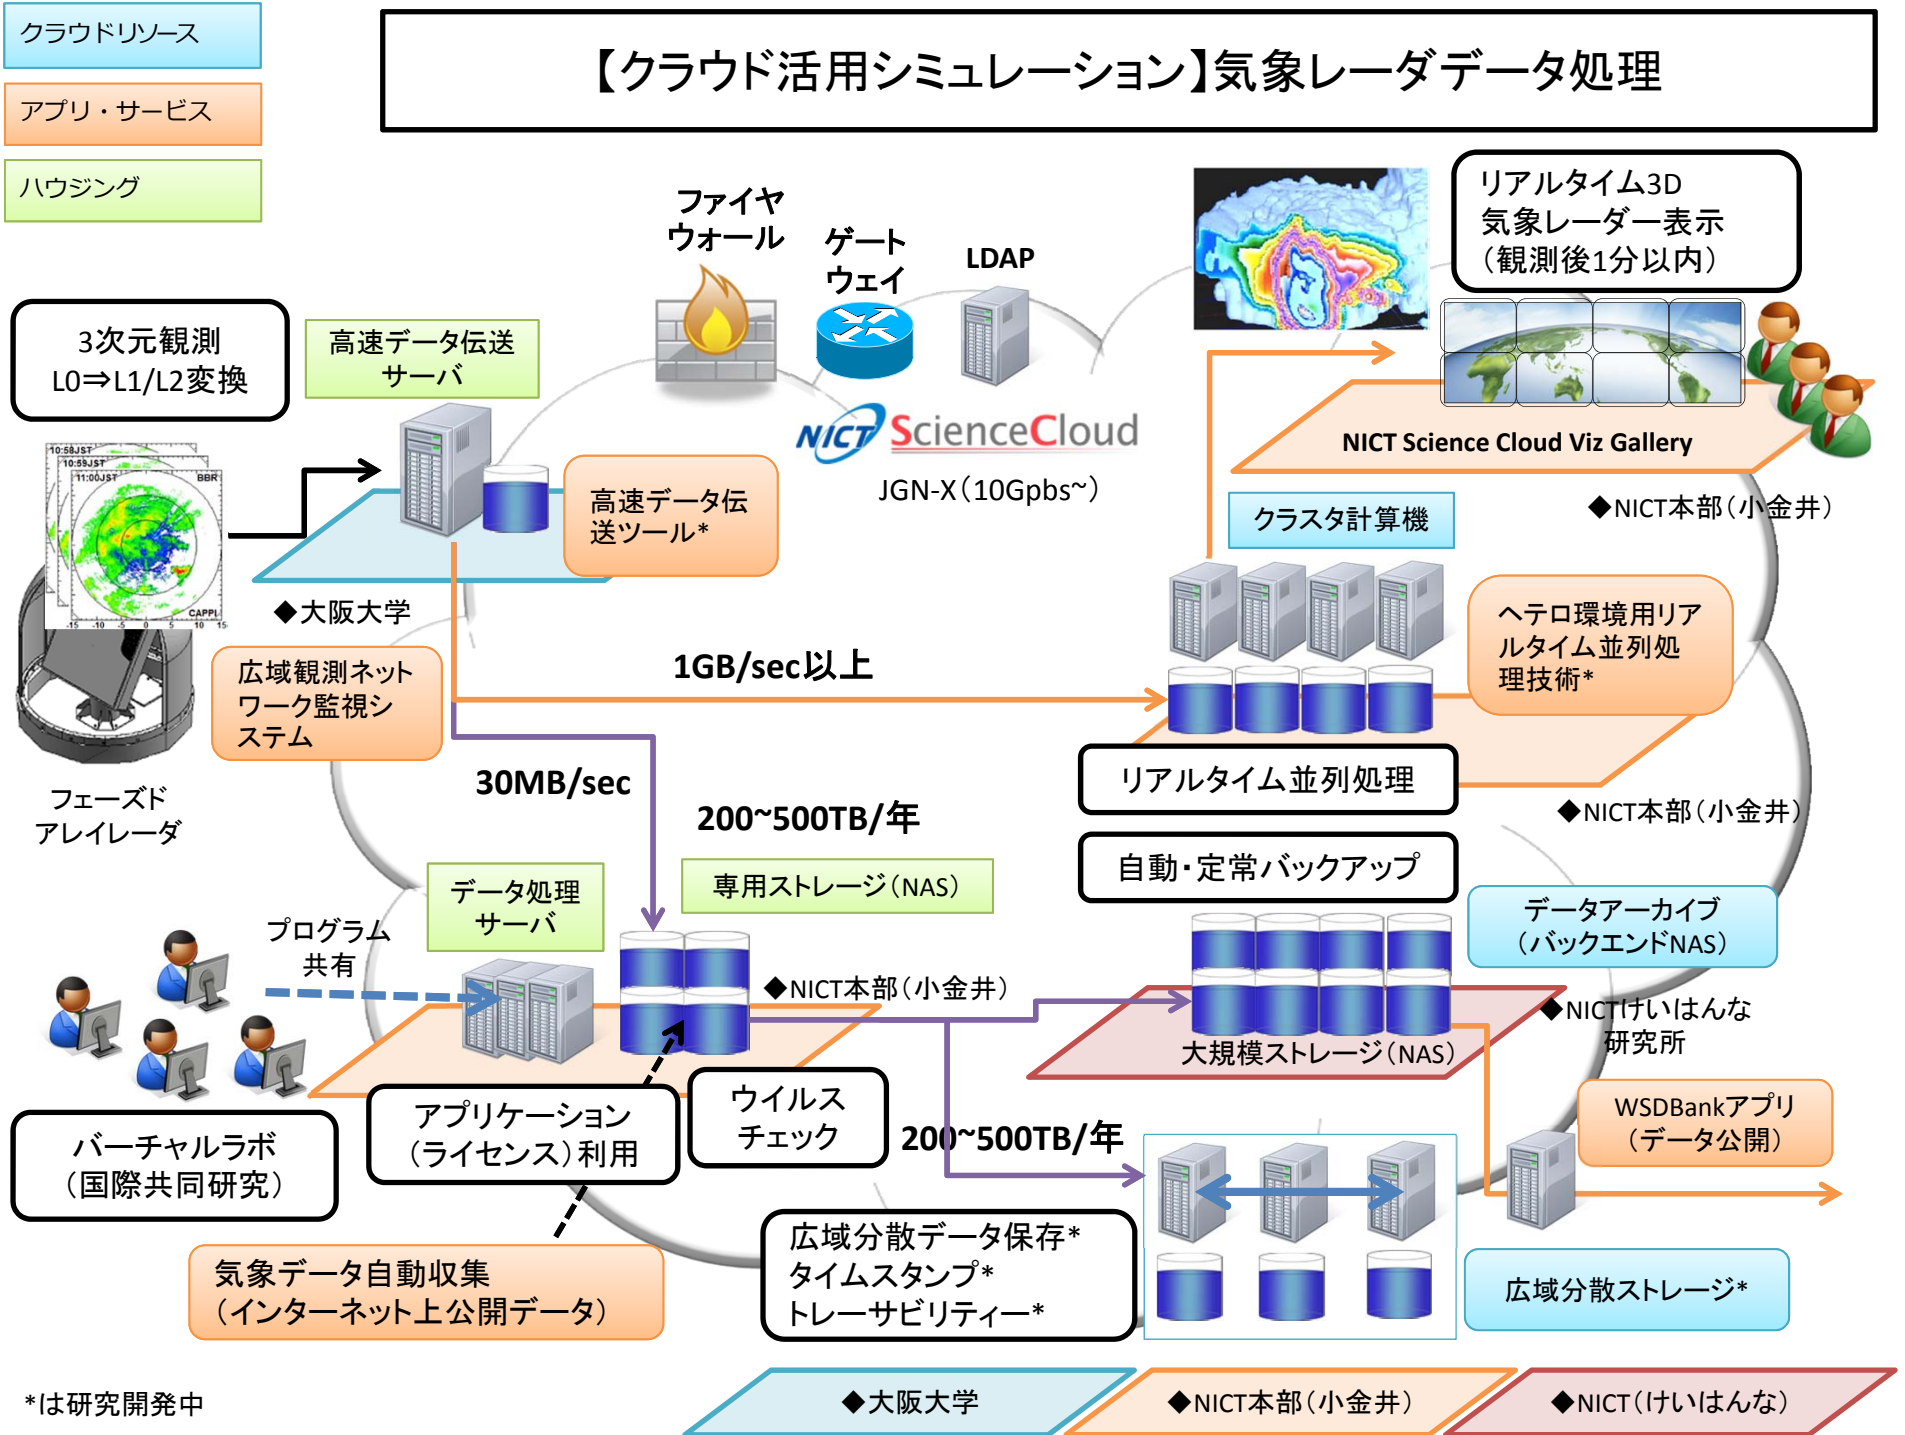 クラウドリソース
アプリ・サービス
ハウジング
【クラウド活用シミュレーション】気象レーダデータ処理
ファイヤ
ウォール
ゲート
ウェイ
LDAP
リアルタイム3D
気象レーダー表示
（観測後1分以内）
3次元観測
L0⇒L1/L2変換
高速データ伝送
サーバ
NICT ScienceCloud
JGN-X（10Gpbs~）
NICT Science Cloud Viz Gallery
◆NICT本部（小金井）
10:58JST
10:59JST
11:00JST
BBR
CAPPI
-15 -10 -5 0 5 10 15
高速データ伝
送ツール*
◆大阪大学
クラスタ計算機
ヘテロ環境用リア
ルタイム並列処
理技術*
広域観測ネット
ワーク監視シ
ステム
1GB/sec以上
リアルタイム並列処理
◆NICT本部（小金井）
フェーズド
アレイレーダ
30MB/sec
200~500TB/年
自動・定常バックアップ
データ処理
サーバ
専用ストレージ（NAS）
データアーカイブ
（バックエンドNAS）
プログラム
共有
◆NICT本部（小金井）
◆NICTけいはんな
研究所
大規模ストレージ（NAS）
バーチャルラボ
（国際共同研究）
アプリケーション
（ライセンス）利用
ウイルス
チェック
200~500TB/年
WSDBankアプリ
（データ公開）
気象データ自動収集
（インターネット上公開データ）
広域分散データ保存*
タイムスタンプ*
トレーサビリティー*
広域分散ストレージ*
*は研究開発中
◆大阪大学
◆NICT本部（小金井）
◆NICT（けいはんな）